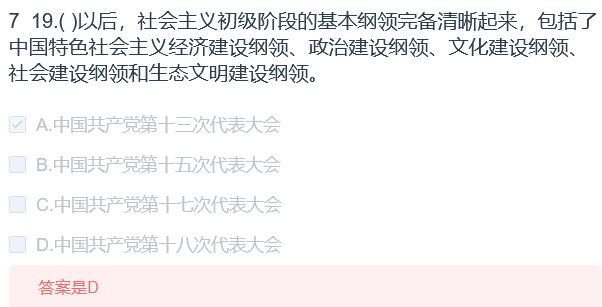 7 19.( )以后，社会主义初级阶段的基本纲领完备清晰起来，包括了
中国特色社会主义经济建设纲领、政治建设纲领、文化建设纲领、
社会建设纲领和生态文明建设纲领。
A.中国共产党第十三次代表大会
B.中国共产党第十五次代表大会
C.中国共产党第十七次代表大会
D.中国共产党第十八次代表大会
答案是D